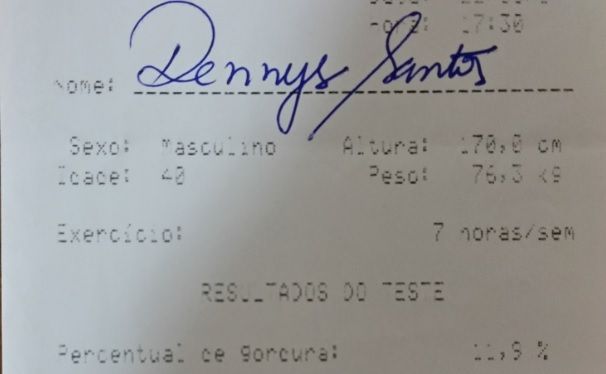 Hora: 17:30
Nome: Dennys Santos
Sexo: Masculino Altura: 170,0 cm
Idade: 40 Peso: 76,3 kg
Exercício: 7 horas/sem
RESULTADOS DO TESTE
Percentual de gordura: 11,9 %